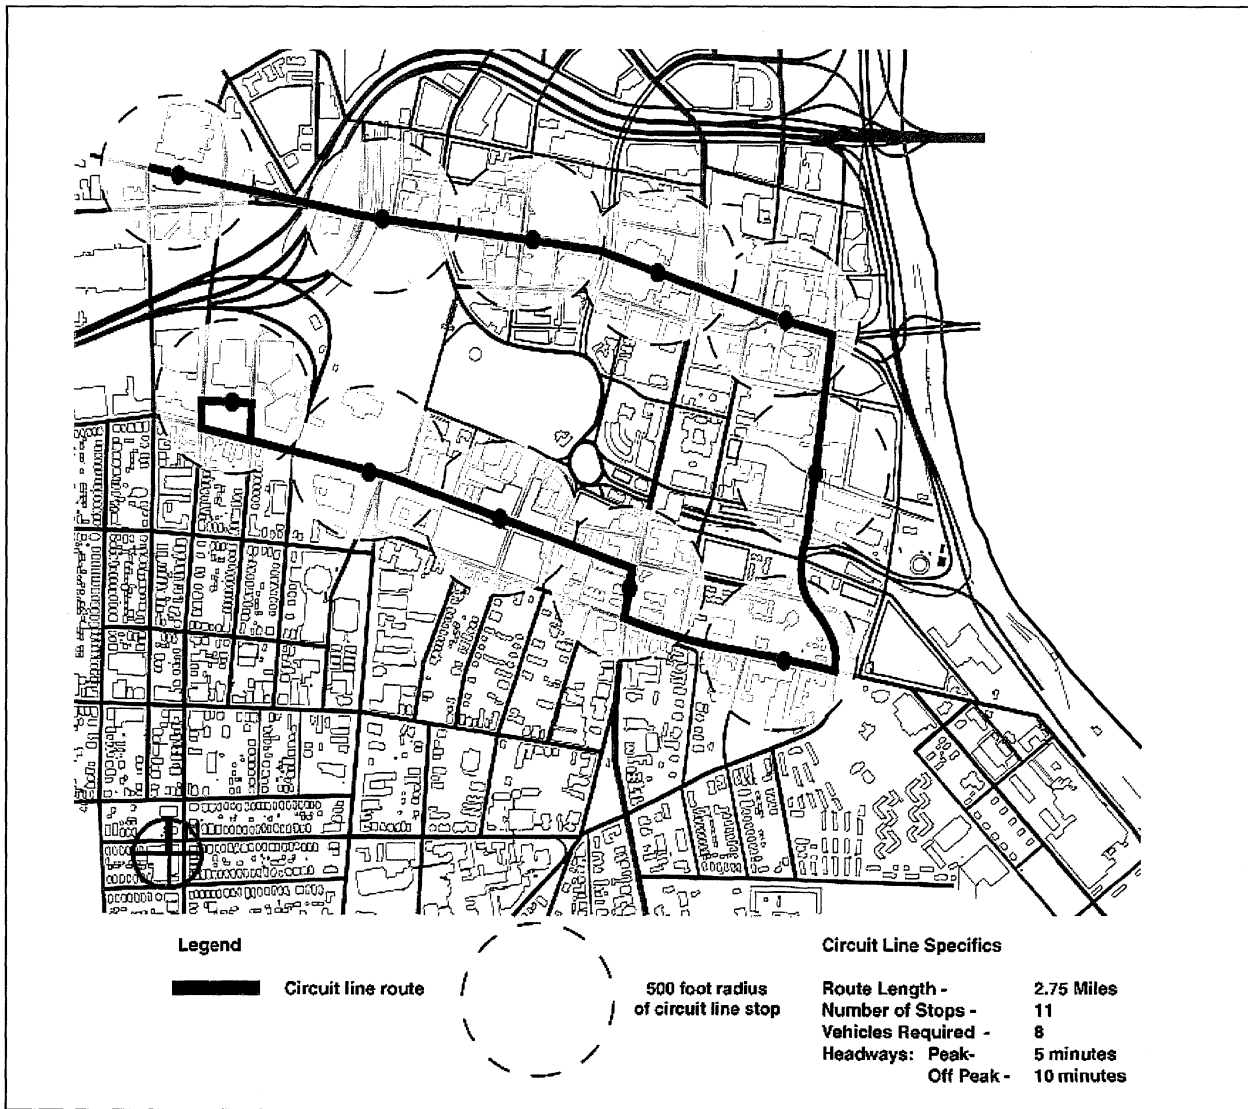 Legend
Circuit line route
500 foot radius
of circuit line stop
Circuit Line Specifics
Route Length - 2.75 Miles
Number of Stops - 11
Vehicles Required - 8
Headways: Peak- 5 minutes
Off Peak - 10 minutes